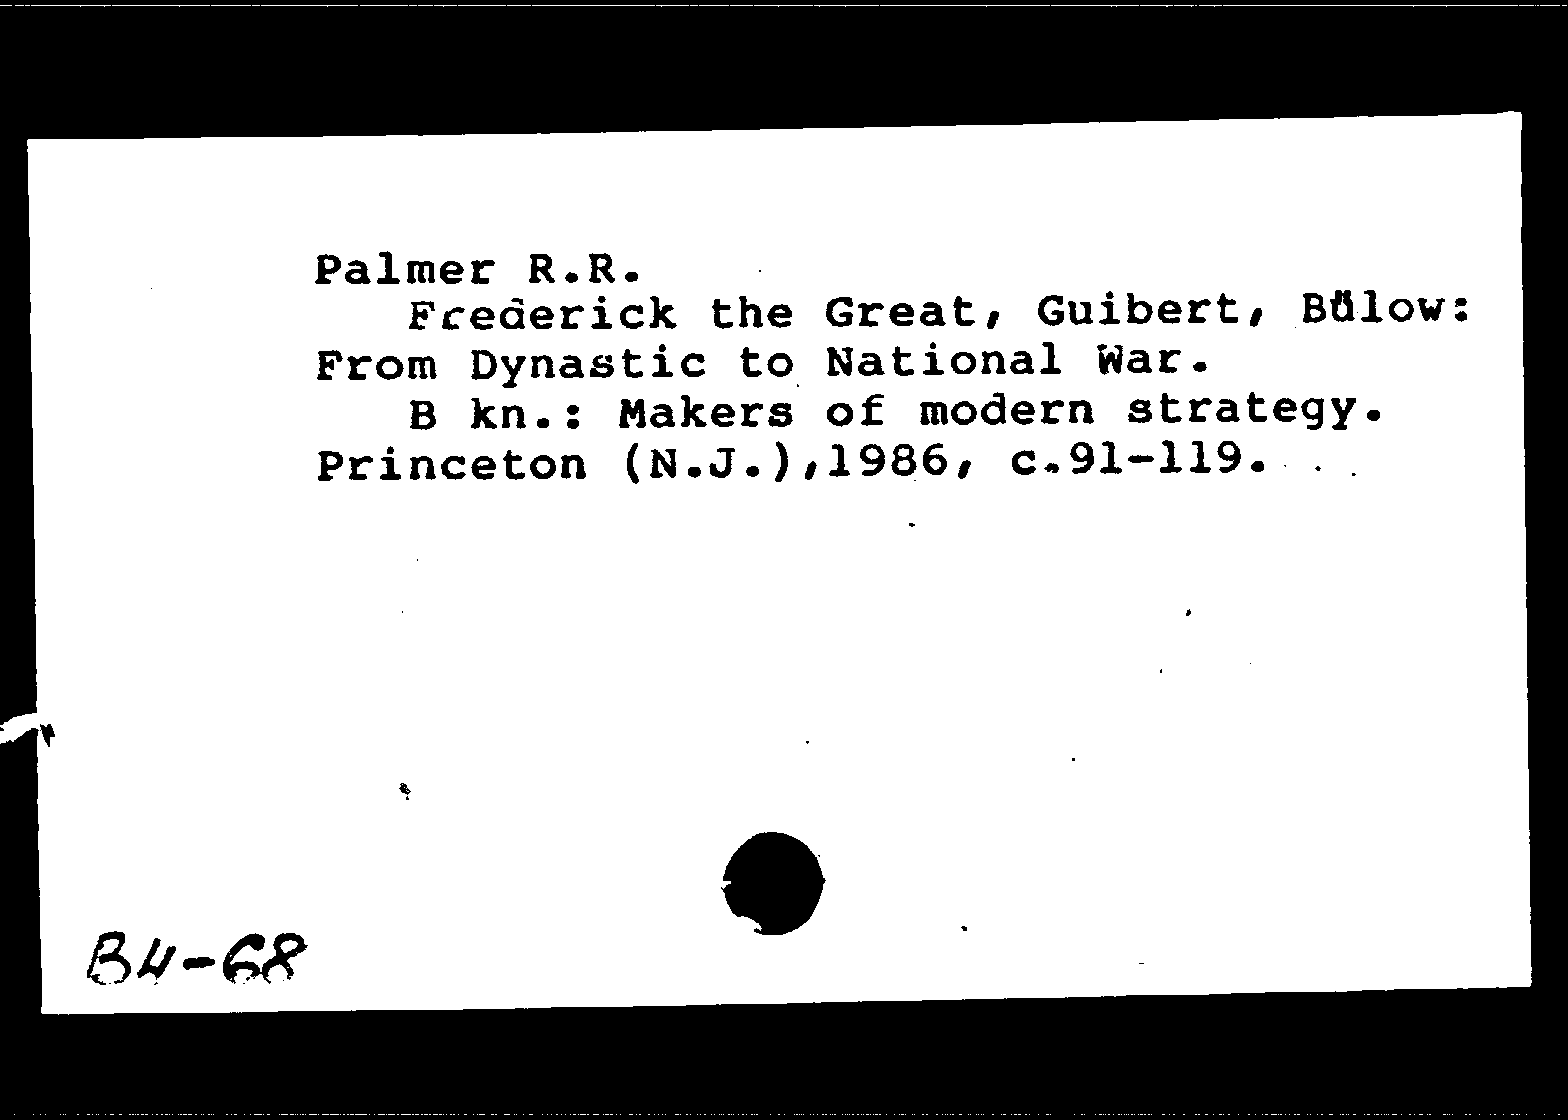 Palmer R.R.
Frederick the Great, Guibert, Bülow:
From Dynastic to National War.
B kn.: Makers of modern strategy.
Princeton (N.J.),1986, c.91-119.
B4-68